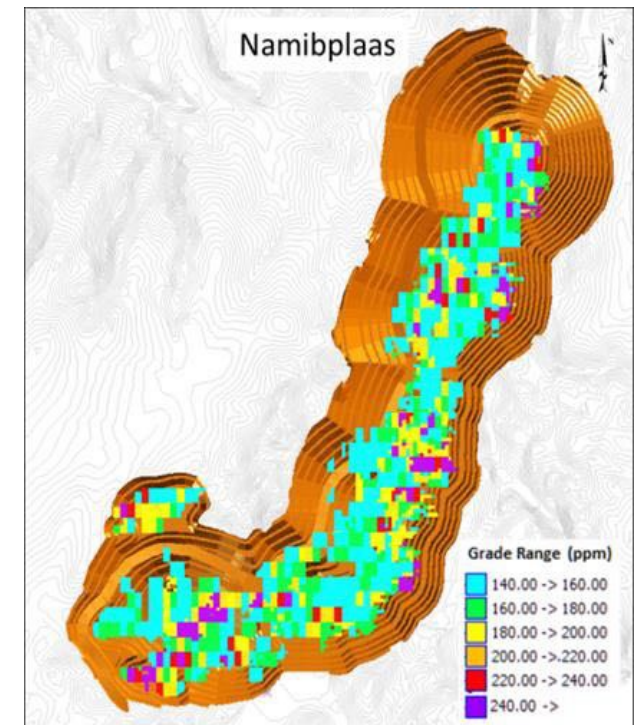 Namibplaas
N
Grade Range (ppm)
140.00 -> 160.00
160.00 -> 180.00
180.00 -> 200.00
200.00 ->.220.00
220.00 -> 240.00
240.00 ->